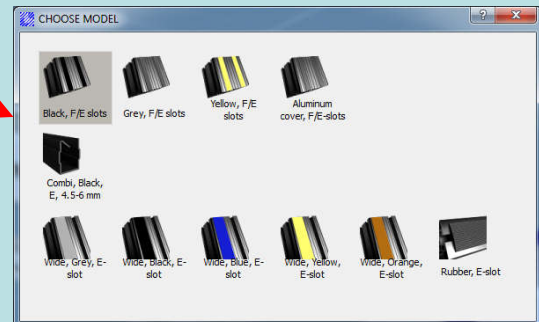 CHOOSE MODEL
Black, F/E slots
Grey, F/E slots
Yellow, F/E
slots
Aluminum
cover, F/E-slots
Combi, Black,
E, 4.5-6 mm
Wide, Grey, E-
slot
Wide, Black, E-
slot
Wide, Blue, E-
slot
Wide, Yellow,
E-slot
Wide, Orange,
E-slot
Rubber, E-slot